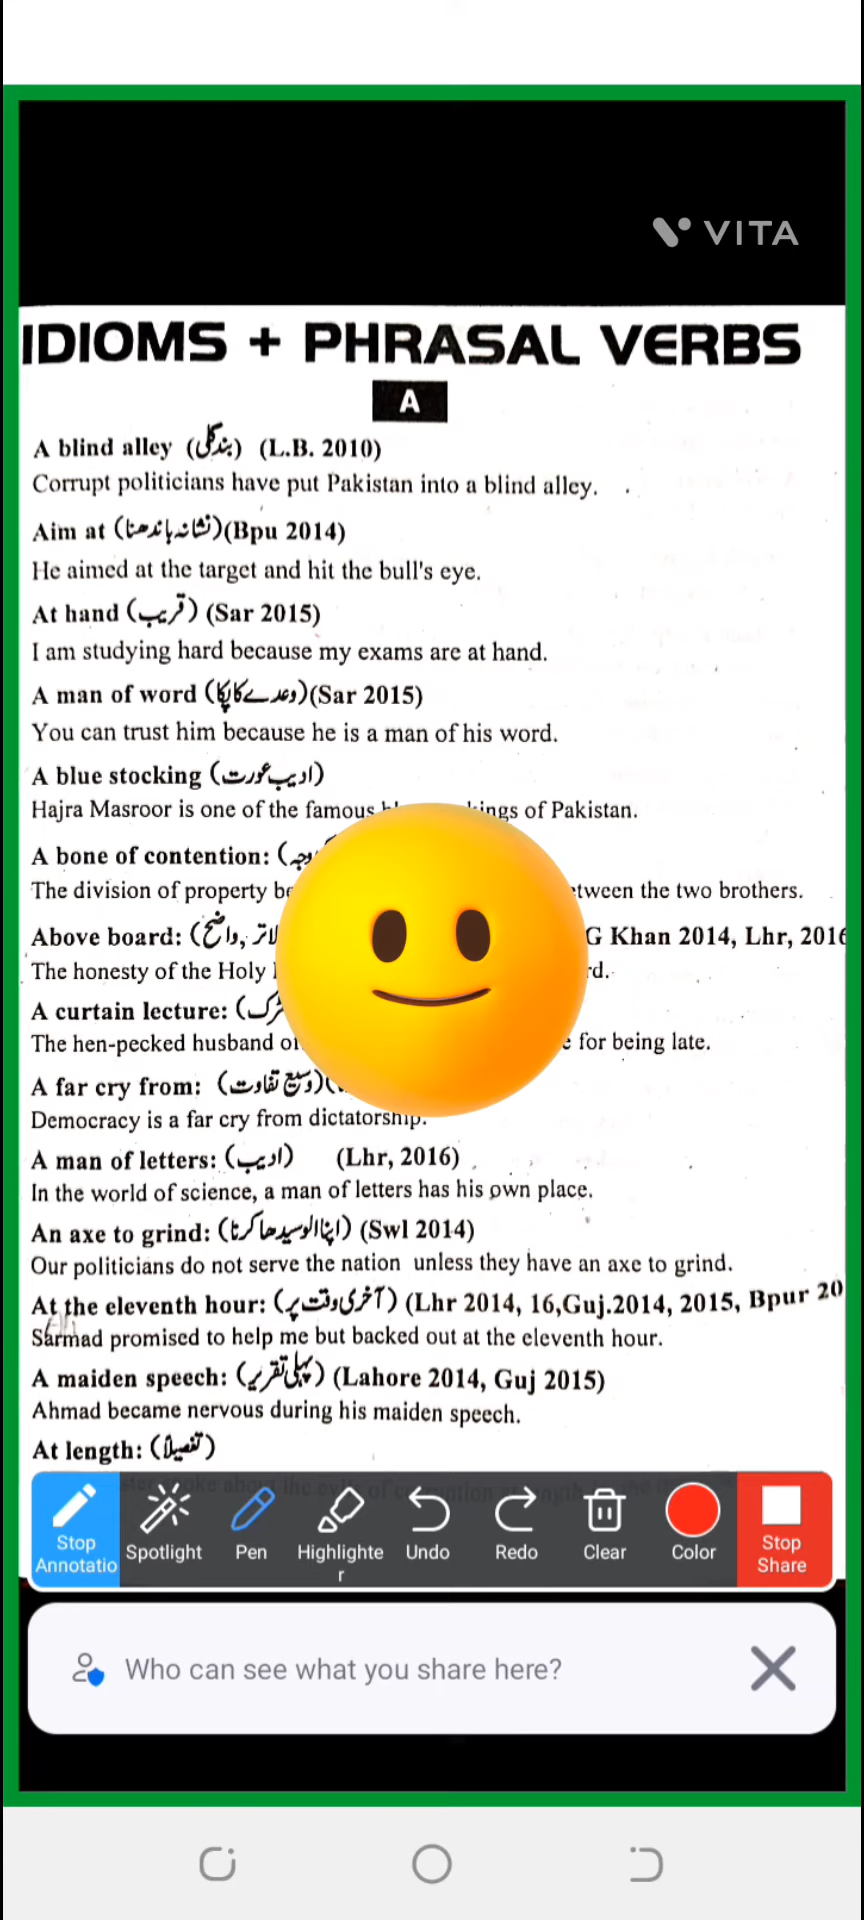 VITA
IDIOMS + PHRASAL VERBS
A
A blind alley (بند گلی) (L.B. 2010)
Corrupt politicians have put Pakistan into a blind alley.
Aim at (نشانہ باندھنا)(Bpu 2014)
He aimed at the target and hit the bull's eye.
At hand (قریب) (Sar 2015)
I am studying hard because my exams are at hand.
A man of word (وعدے کا پکا)(Sar 2015)
You can trust him because he is a man of his word.
A blue stocking (ادیب عورت)
Hajra Masroor is one of the famous of Pakistan.
A bone of contention: (
The division of property the two brothers.
Above board: ( واضح, G Khan 2014, Lhr, 2016
The honesty of the Holy
A curtain lecture: (
The hen-pecked husband for being late.
A far cry from: (وسیع تفاوت)
Democracy is a far cry from dictatorship.
A man of letters: (ادیب) (Lhr, 2016)
In the world of science, a man of letters has his own place.
An axe to grind: (اپنا الو سیدھا کرنا) (Swl 2014)
Our politicians do not serve the nation unless they have an axe to grind.
At the eleventh hour: (آخری وقت پر) (Lhr 2014, 16,Guj.2014, 2015, Bpur 20
Sarmad promised to help me but backed out at the eleventh hour.
A maiden speech: (پہلی تقریر) (Lahore 2014, Guj 2015)
Ahmad became nervous during his maiden speech.
At length: (تفصیلاً)
Stop Annotatio
Spotlight
Pen
Highlighter
Undo
Redo
Clear
Color
Stop Share
Who can see what you share here?